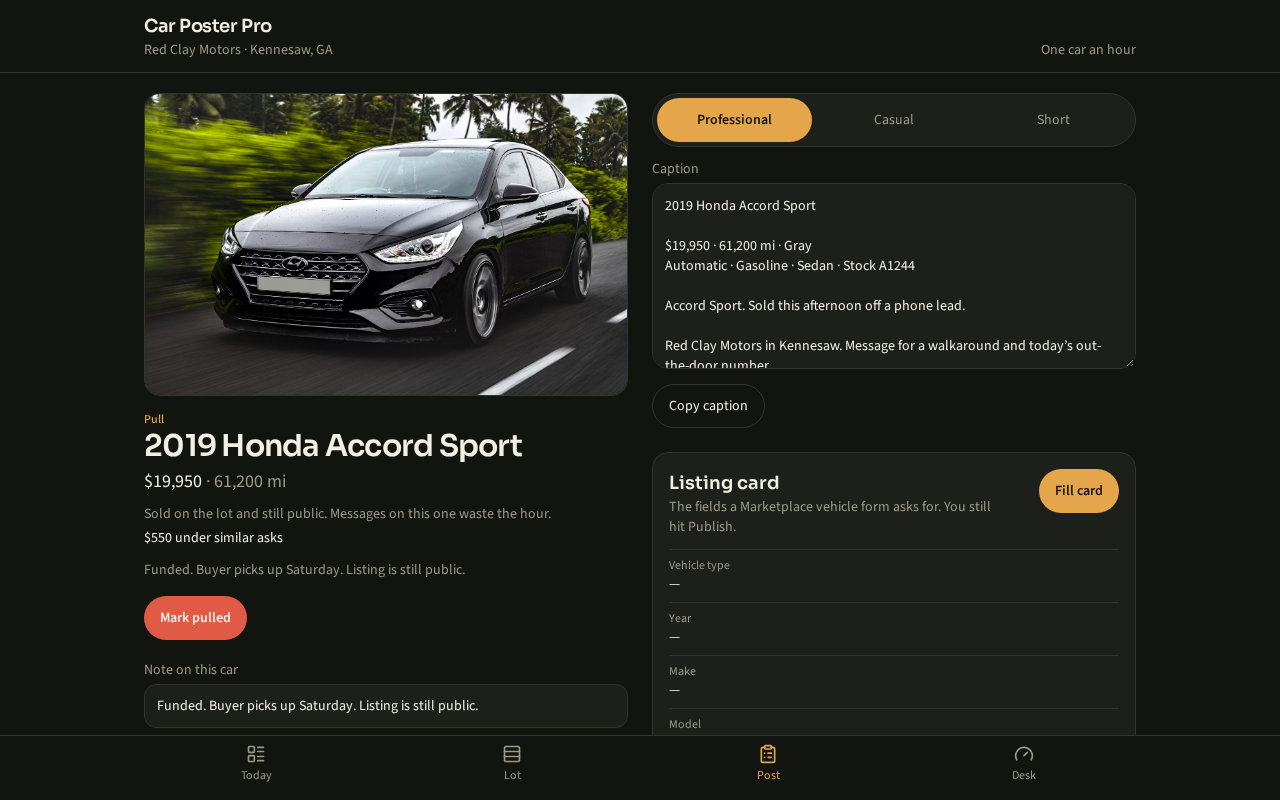 Car Poster Pro
Red Clay Motors · Kennesaw, GA
One car an hour
Pull
2019 Honda Accord Sport
$19,950 · 61,200 mi
Sold on the lot and still public. Messages on this one waste the hour.
$550 under similar asks
Funded. Buyer picks up Saturday. Listing is still public.
Mark pulled
Note on this car
Funded. Buyer picks up Saturday. Listing is still public.
Professional
Casual
Short
Caption
2019 Honda Accord Sport
$19,950 · 61,200 mi · Gray
Automatic · Gasoline · Sedan · Stock A1244
Accord Sport. Sold this afternoon off a phone lead.
Red Clay Motors in Kennesaw. Message for a walkaround and today’s out-
the-door number
Copy caption
Listing card
The fields a Marketplace vehicle form asks for. You still
hit Publish.
Fill card
Vehicle type
—
Year
—
Make
—
Model
Today
Lot
Post
Desk